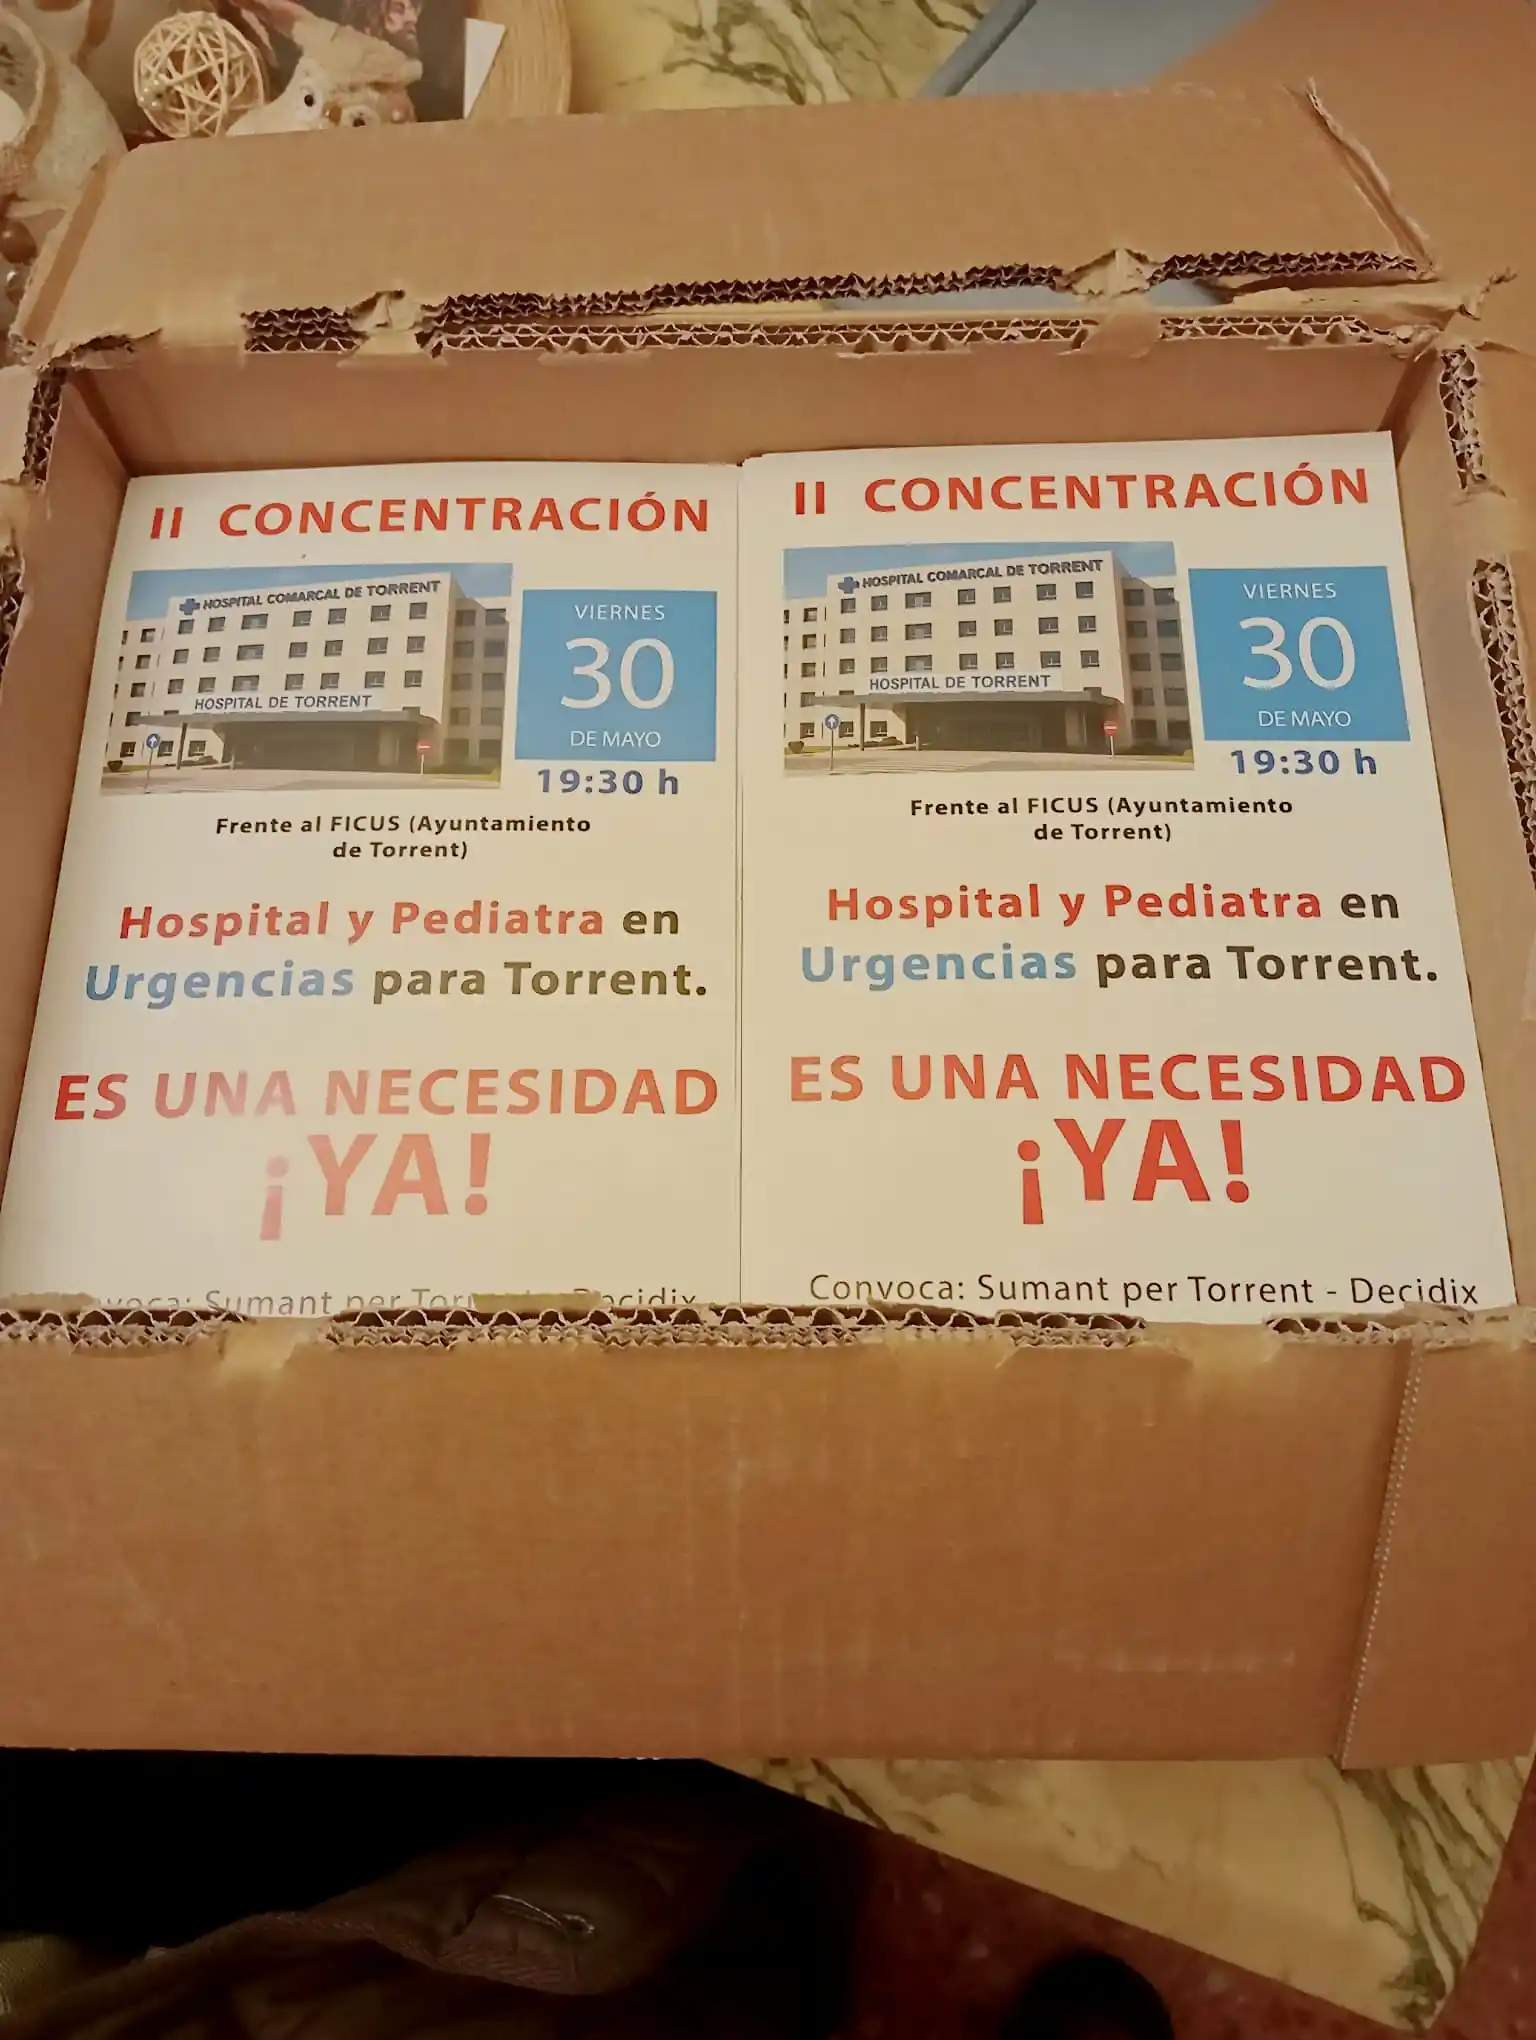 II CONCENTRACIÓN
HOSPITAL COMARCAL DE TORRENT
HOSPITAL DE TORRENT
VIERNES
30
DE MAYO
19:30 h
Frente al FICUS (Ayuntamiento
de Torrent)
Hospital y Pediatra en
Urgencias para Torrent.
ES UNA NECESIDAD
¡YA!
Sumant per
II CONCENTRACIÓN
HOSPITAL COMARCAL DE TORRENT
HOSPITAL DE TORRENT
VIERNES
30
DE MAYO
19:30 h
Frente al FICUS (Ayuntamiento
de Torrent)
Hospital y Pediatra en
Urgencias para Torrent.
ES UNA NECESIDAD
¡YA!
Convoca: Sumant per Torrent - Decidix